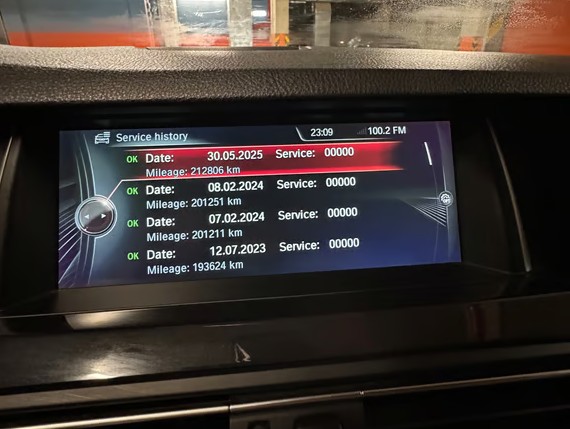 Service history 23:09 100.2 FM
OK Date: 30.05.2025 Service: 00000
Mileage: 212806 km
OK Date: 08.02.2024 Service: 00000
Mileage: 201251 km
OK Date: 07.02.2024 Service: 00000
Mileage: 201211 km
OK Date: 12.07.2023 Service: 00000
Mileage: 193624 km